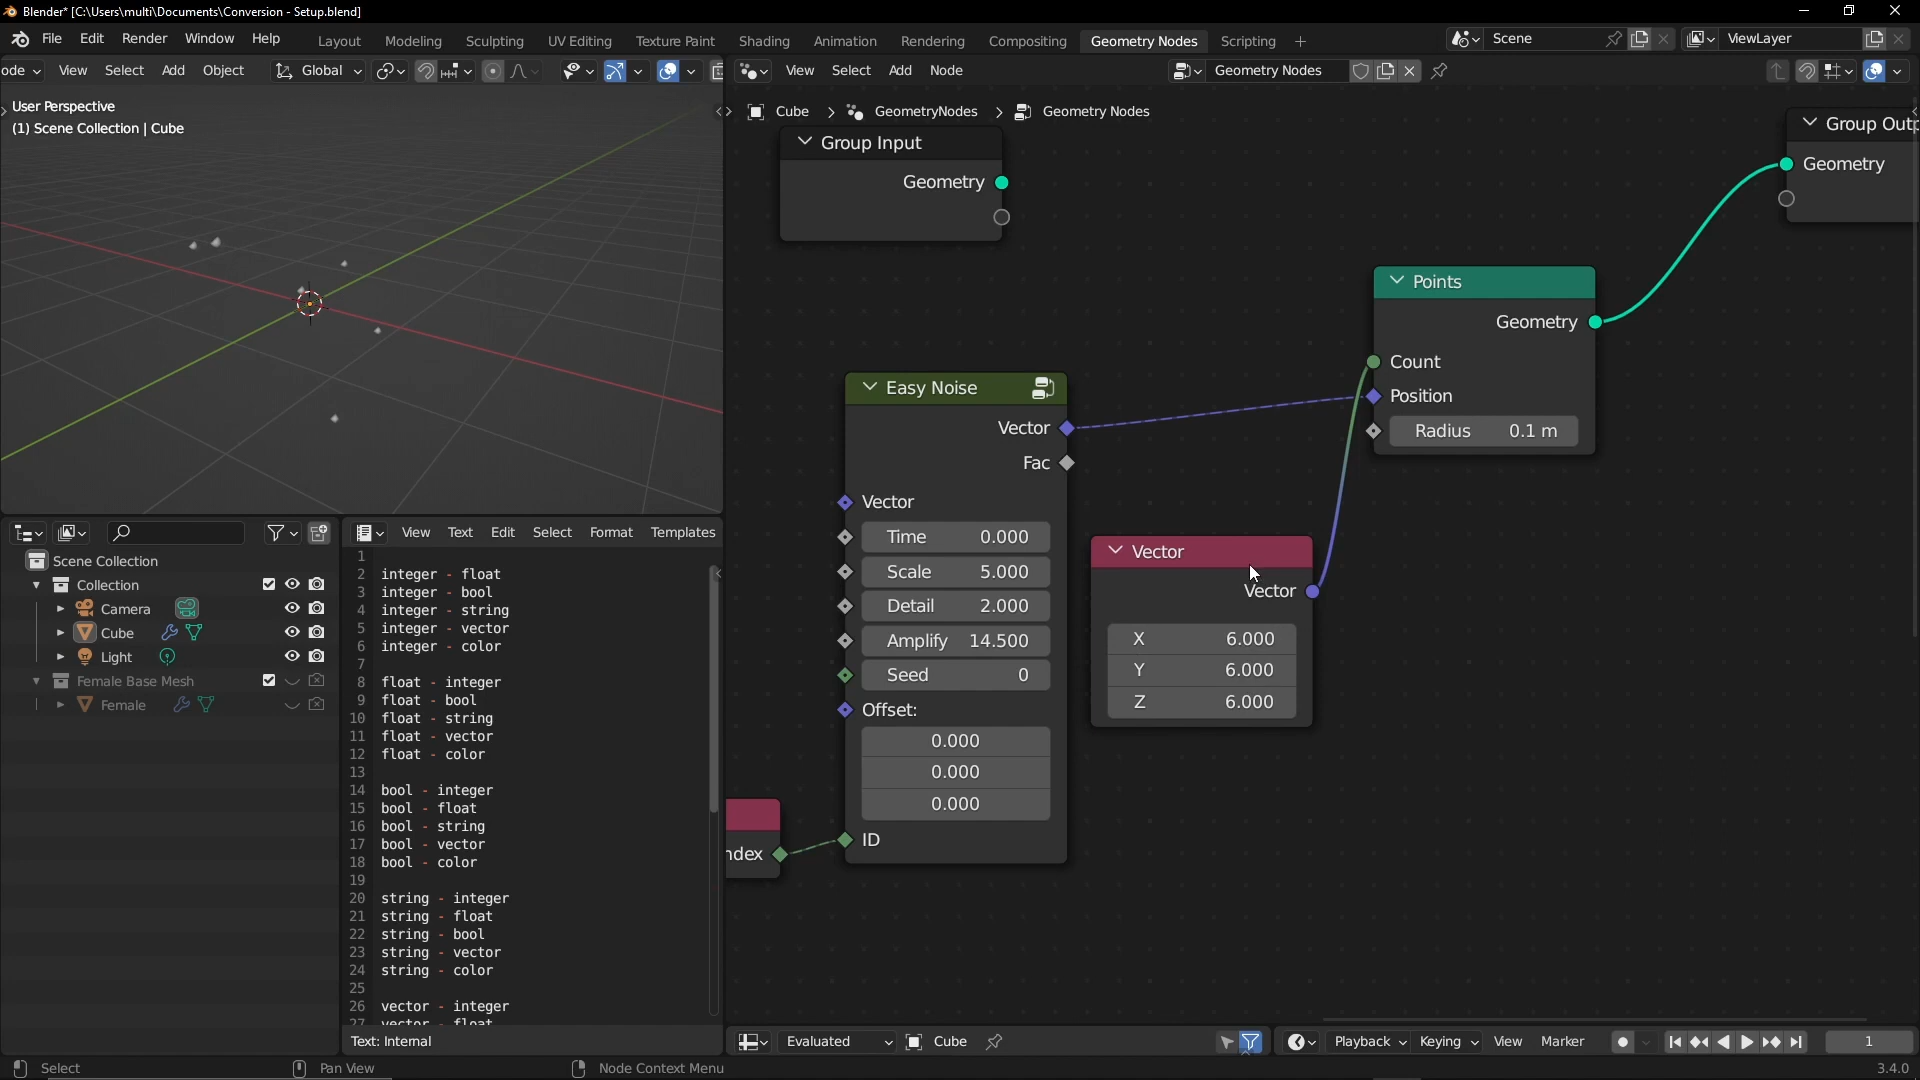 Blender* [C:\Users\multi\Documents\Conversion - Setup.blend]
File Edit Render Window Help Layout Modeling Sculpting UV Editing Texture Paint Shading Animation Rendering Compositing Geometry Nodes Scripting + Scene ViewLayer
ode View Select Add Object Global View Select Add Node Geometry Nodes
User Perspective
(1) Scene Collection | Cube
Cube > GeometryNodes > Geometry Nodes
Group Input
Geometry
Group Outp
Geometry
Points
Geometry
Count
Position
Radius 0.1 m
Easy Noise
Vector
Fac
Vector
Time 0.000
Scale 5.000
Detail 2.000
Amplify 14.500
Seed 0
Offset:
0.000
0.000
0.000
ID
ndex
Vector
Vector
X 6.000
Y 6.000
Z 6.000
Scene Collection
Collection
Camera
Cube
Light
Female Base Mesh
Female
View Text Edit Select Format Templates
1
2 integer - float
3 integer - bool
4 integer - string
5 integer - vector
6 integer - color
7
8 float - integer
9 float - bool
10 float - string
11 float - vector
12 float - color
13
14 bool - integer
15 bool - float
16 bool - string
17 bool - vector
18 bool - color
19
20 string - integer
21 string - float
22 string - bool
23 string - vector
24 string - color
25
26 vector - integer
27 vector - float
Text: Internal
Evaluated Cube Playback Keying View Marker 1
Select Pan View Node Context Menu 3.4.0